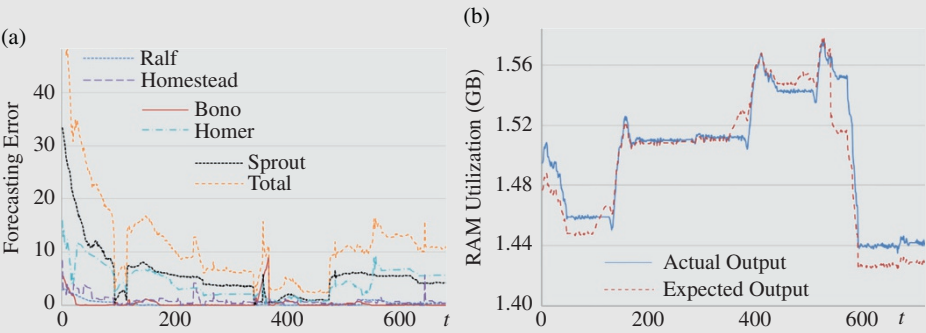 (a)
Forecasting Error
40
30
20
10
0
0 200 400 600 t
Ralf
Homestead
Bono
Homer
Sprout
Total
(b)
RAM Utilization (GB)
1.56
1.52
1.48
1.44
1.40
0 200 400 600 t
Actual Output
Expected Output